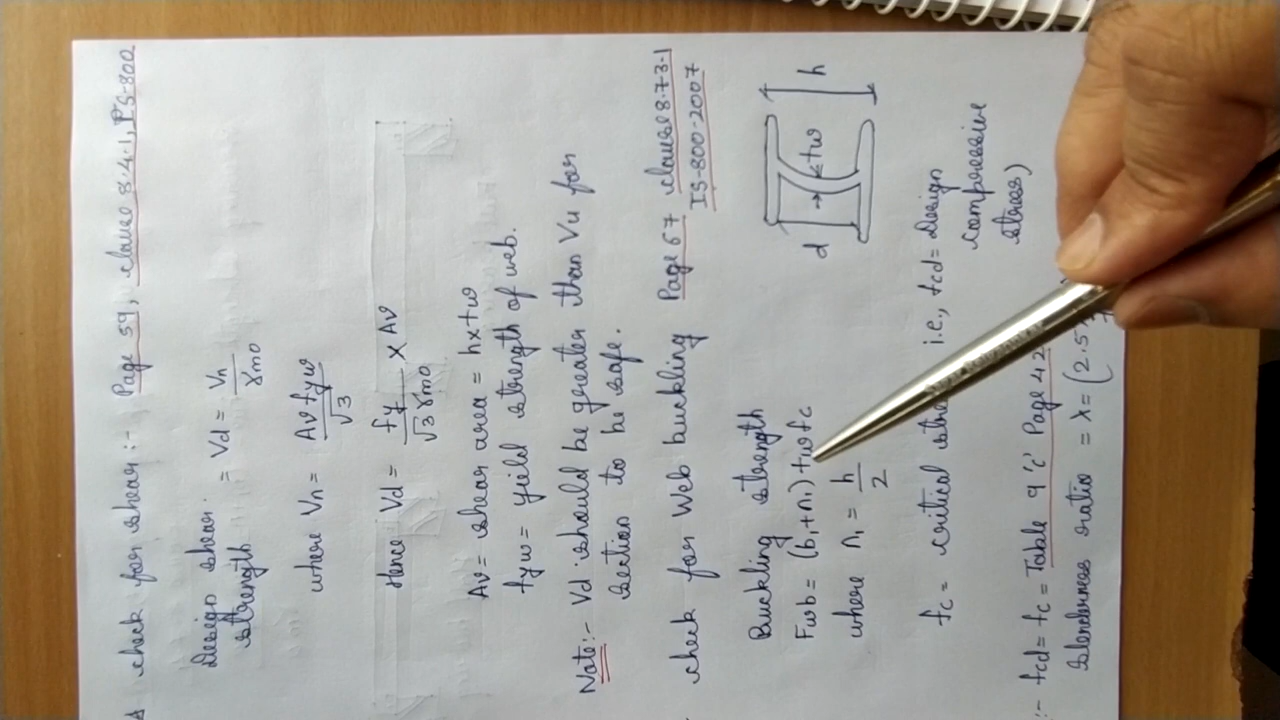 check for shear :- Page 59, clause 8.4.1, IS-800
Design shear strength = Vd = Vn / γm0
where Vn = Av fyw / √3
Hence Vd = fy / √3 γm0 × Av
Av = shear area = h×tw
fyw = yield strength of web.
Note:- Vd should be greater than Vu for
section to be safe.
check for Web buckling Page 67 clause 8.7.3.1
IS-800-2007
Buckling strength
Fwb = (b1+n1) tw fc
where n1 = h / 2
d
tw
h
fc = critical i.e., fcd = Design
compressive
stress)
:- fcd = fc = Table 9 'c' Page 42
Slenderness ratio = λ = (2.5